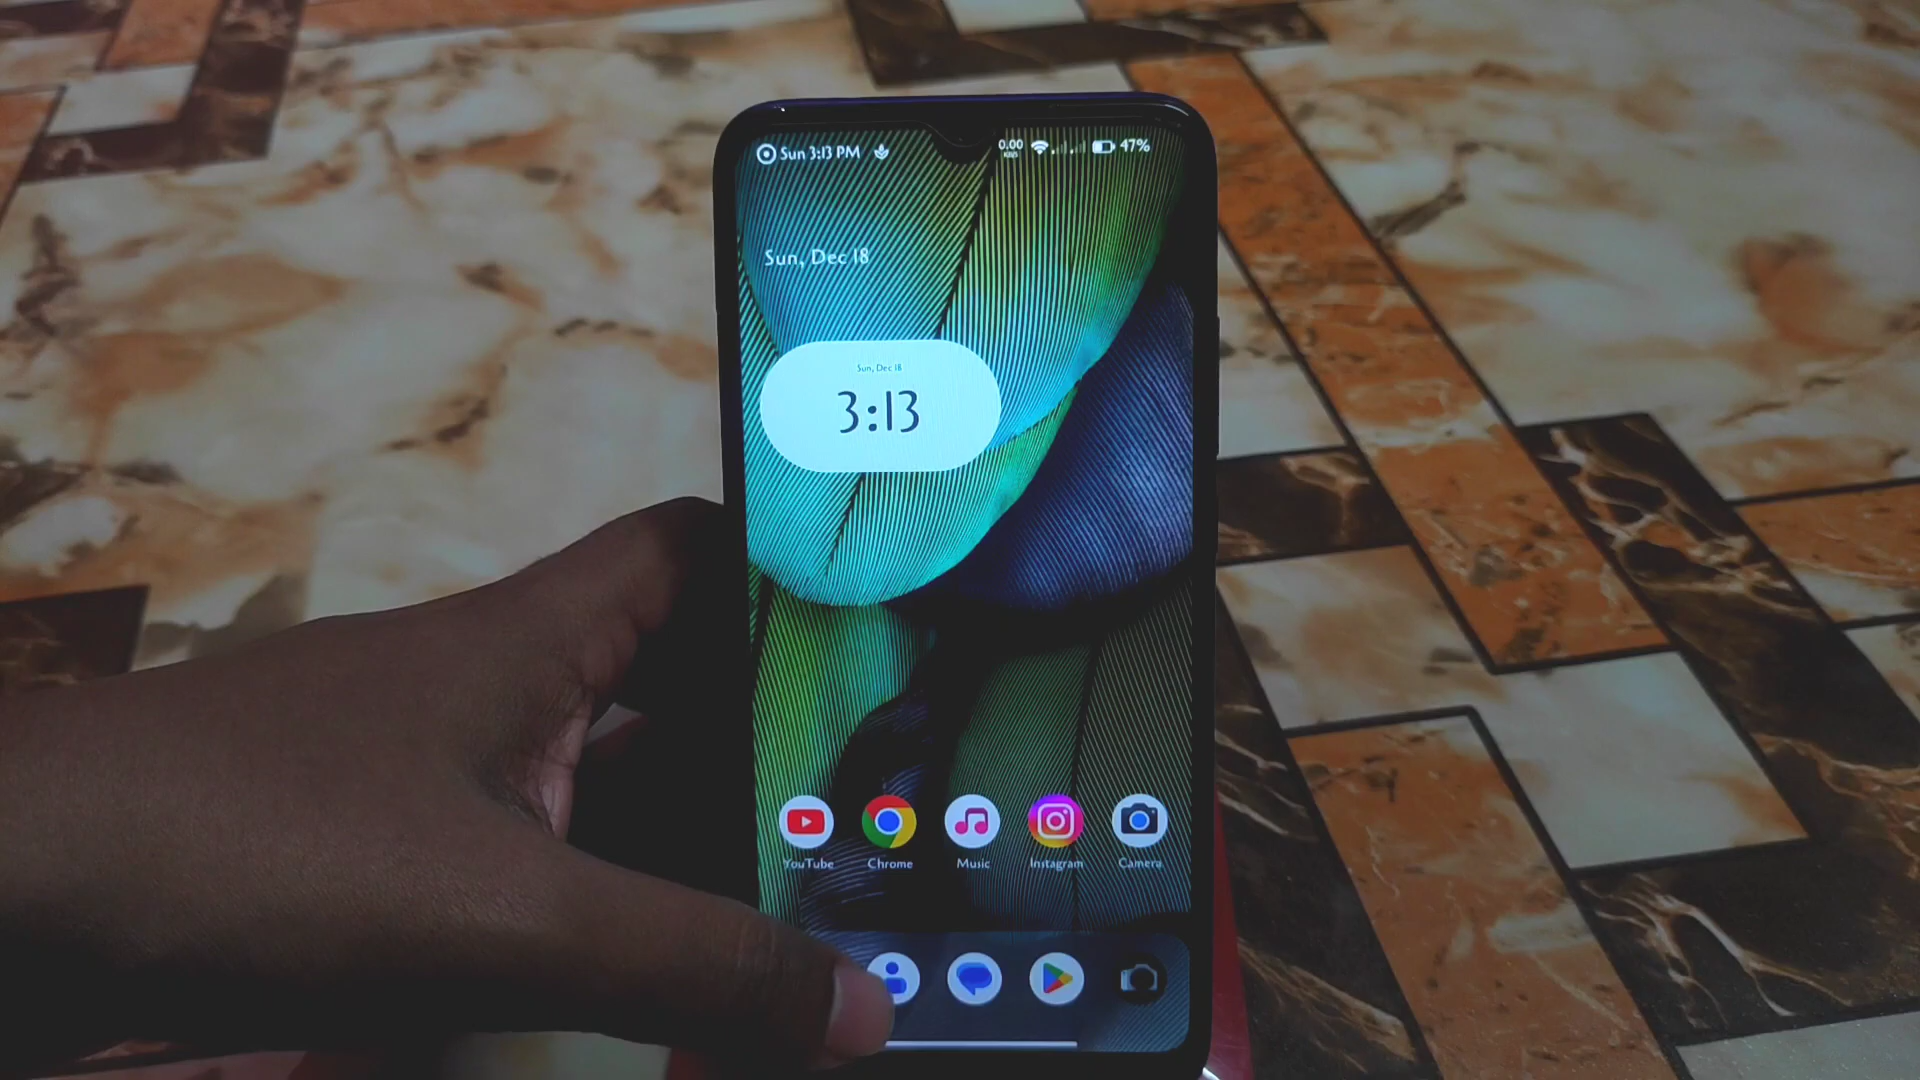 Sun 3:13 PM 0.00 47%
KB/S
Sun, Dec 18
Sun, Dec 18
3:13
YouTube Chrome Music Instagram Camera